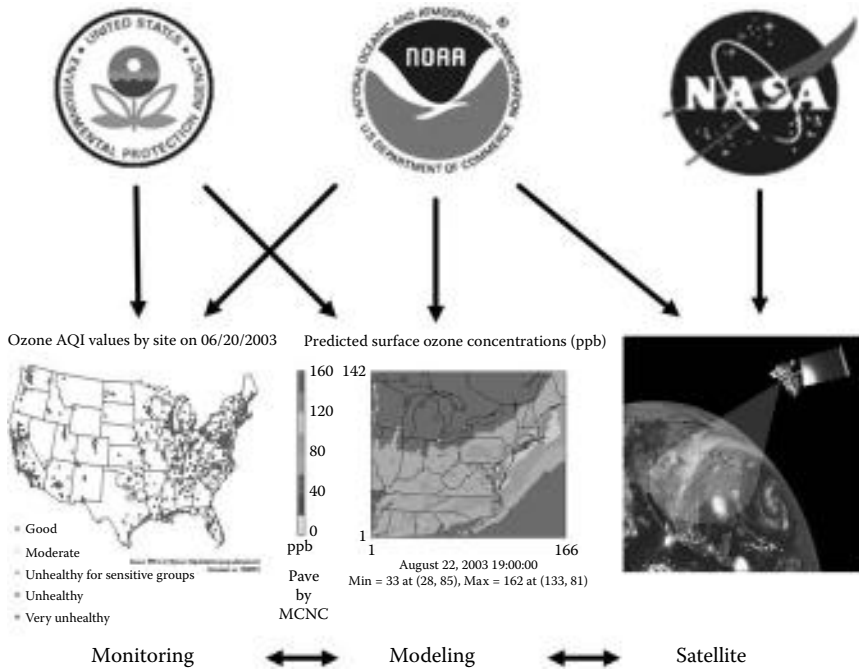 UNITED STATES
ENVIRONMENTAL PROTECTION AGENCY
NATIONAL OCEANIC AND ATMOSPHERIC ADMINISTRATION
®
NOAA
U.S. DEPARTMENT OF COMMERCE
NASA
Ozone AQI values by site on 06/20/2003
Good
Moderate
Unhealthy for sensitive groups
Unhealthy
Very unhealthy
Predicted surface ozone concentrations (ppb)
160
120
80
40
0
ppb
Pave
by
MCNC
142
1
1
166
August 22, 2003 19:00:00
Min = 33 at (28, 85), Max = 162 at (133, 81)
Monitoring
Modeling
Satellite